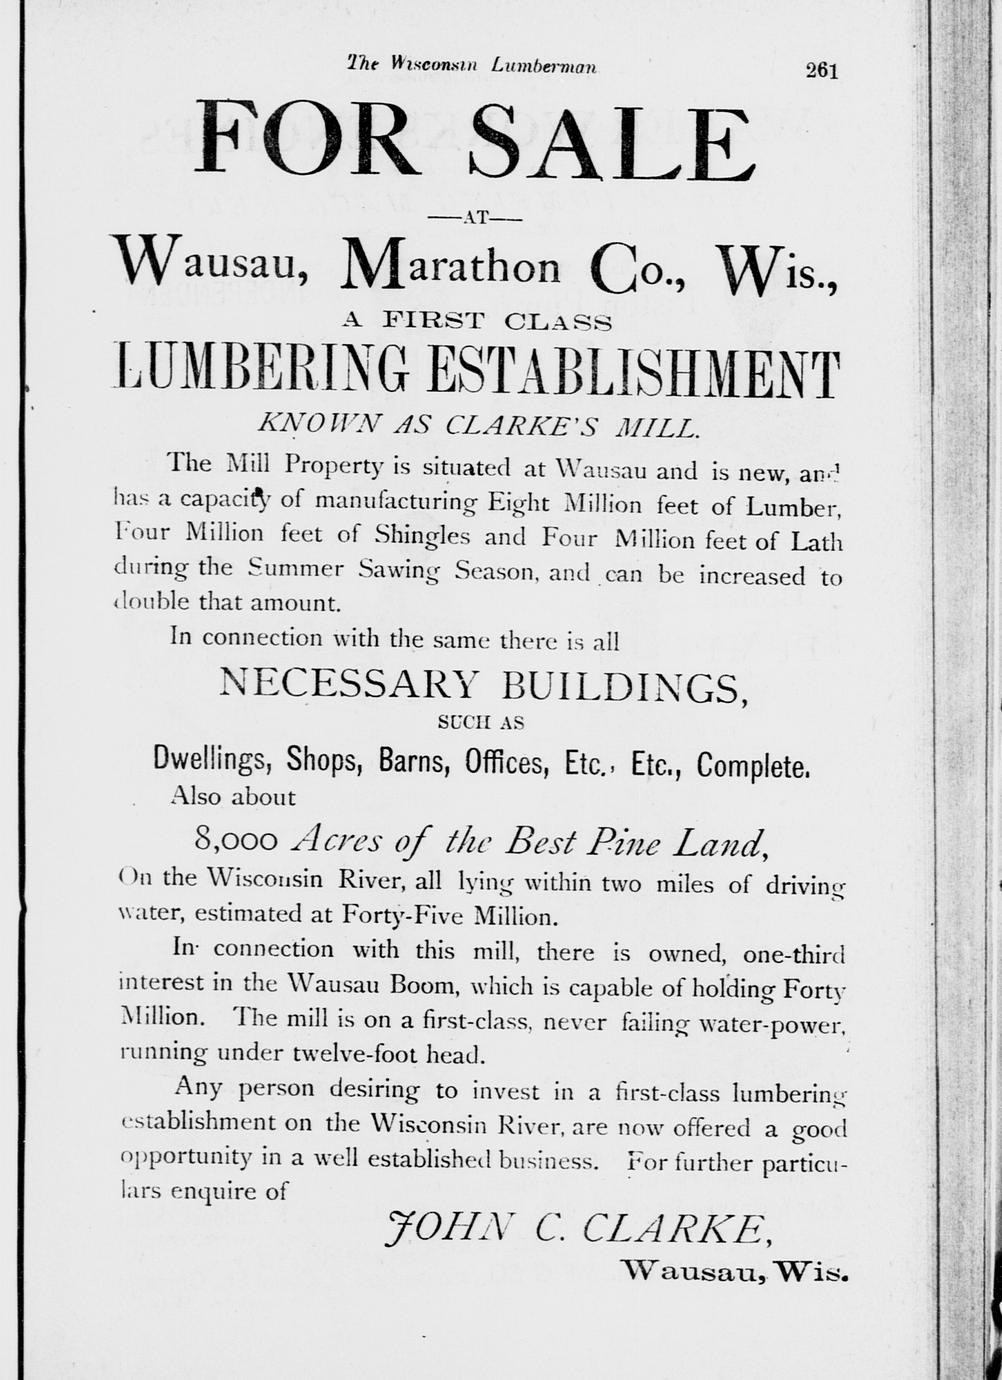 The Wisconsin Lumberman
261
FOR SALE
—AT—
Wausau, Marathon Co., Wis.,
A FIRST CLASS
LUMBERING ESTABLISHMENT
KNOWN AS CLARKE'S MILL.
The Mill Property is situated at Wausau and is new, and
has a capacity of manufacturing Eight Million feet of Lumber,
Four Million feet of Shingles and Four Million feet of Lath
during the Summer Sawing Season, and can be increased to
double that amount.
In connection with the same there is all
NECESSARY BUILDINGS,
SUCH AS
Dwellings, Shops, Barns, Offices, Etc., Etc., Complete.
Also about
8,000 Acres of the Best Pine Land,
On the Wisconsin River, all lying within two miles of driving
water, estimated at Forty-Five Million.
In connection with this mill, there is owned, one-third
interest in the Wausau Boom, which is capable of holding Forty
Million. The mill is on a first-class, never failing water-power,
running under twelve-foot head.
Any person desiring to invest in a first-class lumbering
establishment on the Wisconsin River, are now offered a good
opportunity in a well established business. For further particu-
lars enquire of
JOHN C. CLARKE,
Wausau, Wis.